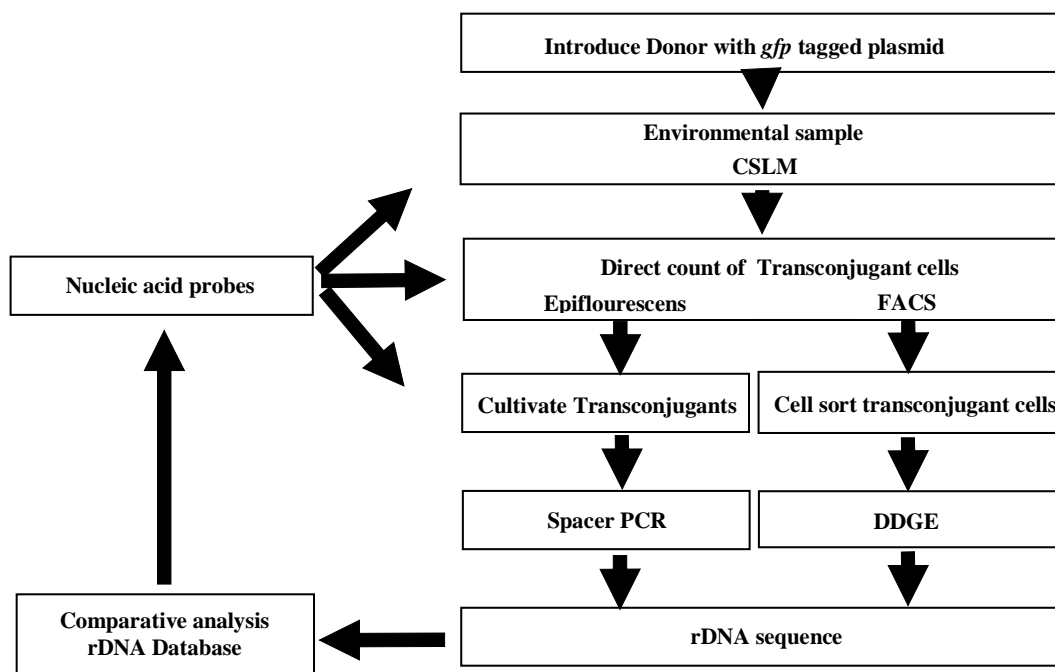 Introduce Donor with gfp tagged plasmid
Environmental sample
CSLM
Nucleic acid probes
Direct count of Transconjugant cells
Epiflourescens FACS
Cultivate Transconjugants
Cell sort transconjugant cells
Spacer PCR
DDGE
Comparative analysis
rDNA Database
rDNA sequence